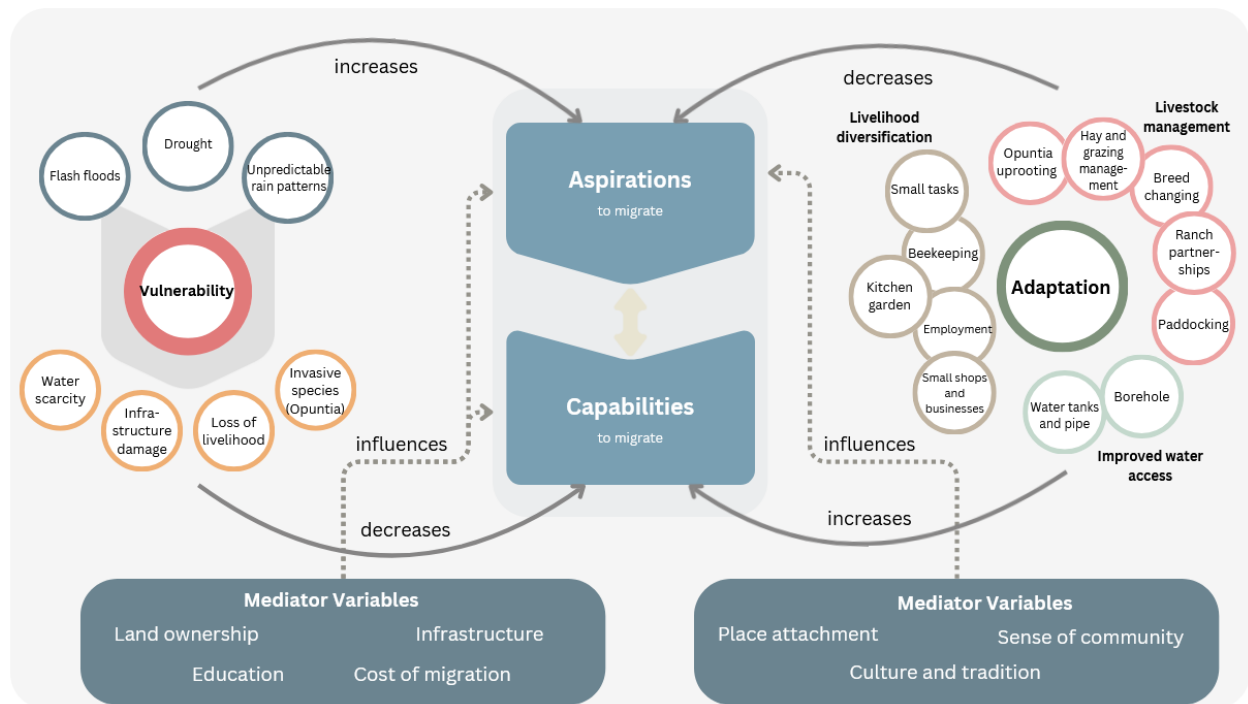 increases
decreases
Livelihood
diversification
Livestock
management
Flash floods
Drought
Unpredictable
rain patterns
Vulnerability
Water
scarcity
Infra-
structure
damage
Loss of
livelihood
Invasive
species
(Opuntia)
Aspirations
to migrate
Capabilities
to migrate
influences
influences
decreases
increases
Small tasks
Beekeeping
Kitchen
garden
Employment
Small shops
and
businesses
Adaptation
Opuntia
uprooting
Hay and
grazing
manage-
ment
Breed
changing
Ranch
partner-
ships
Paddocking
Borehole
Water tanks
and pipe
Improved water
access
Mediator Variables
Land ownership
Infrastructure
Education
Cost of migration
Mediator Variables
Place attachment
Sense of community
Culture and tradition